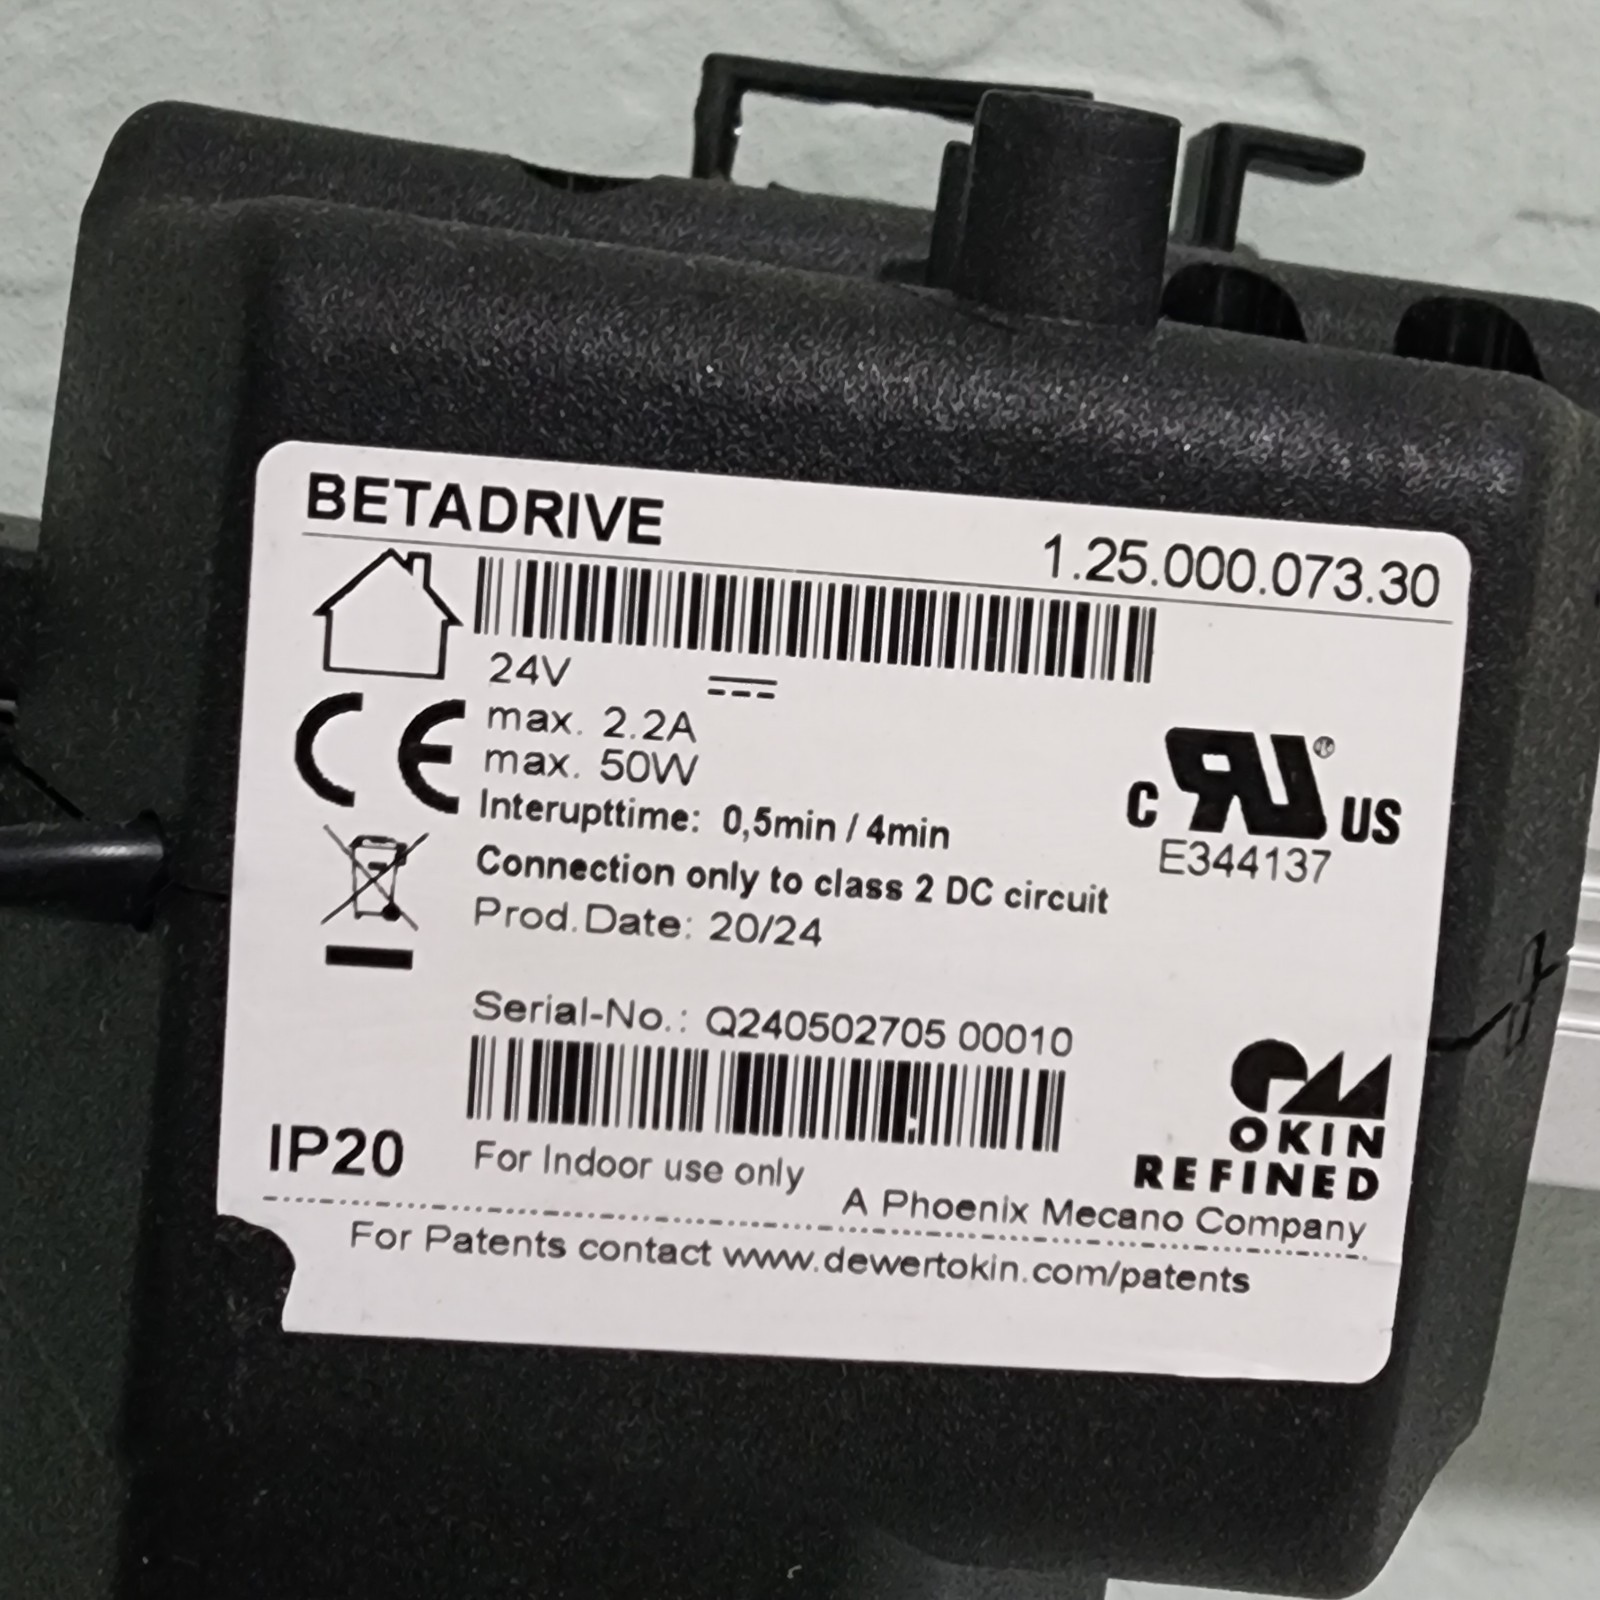 BETADRIVE
1.25.000.073.30
24V
max. 2.2A
max. 50W
Interupttime: 0,5min / 4min
Connection only to class 2 DC circuit
Prod.Date: 20/24
CE
C RU ® US
E344137
Serial-No.: Q240502705 00010
OKIN
REFINED
IP20
For Indoor use only
A Phoenix Mecano Company
For Patents contact www.dewertokin.com/patents